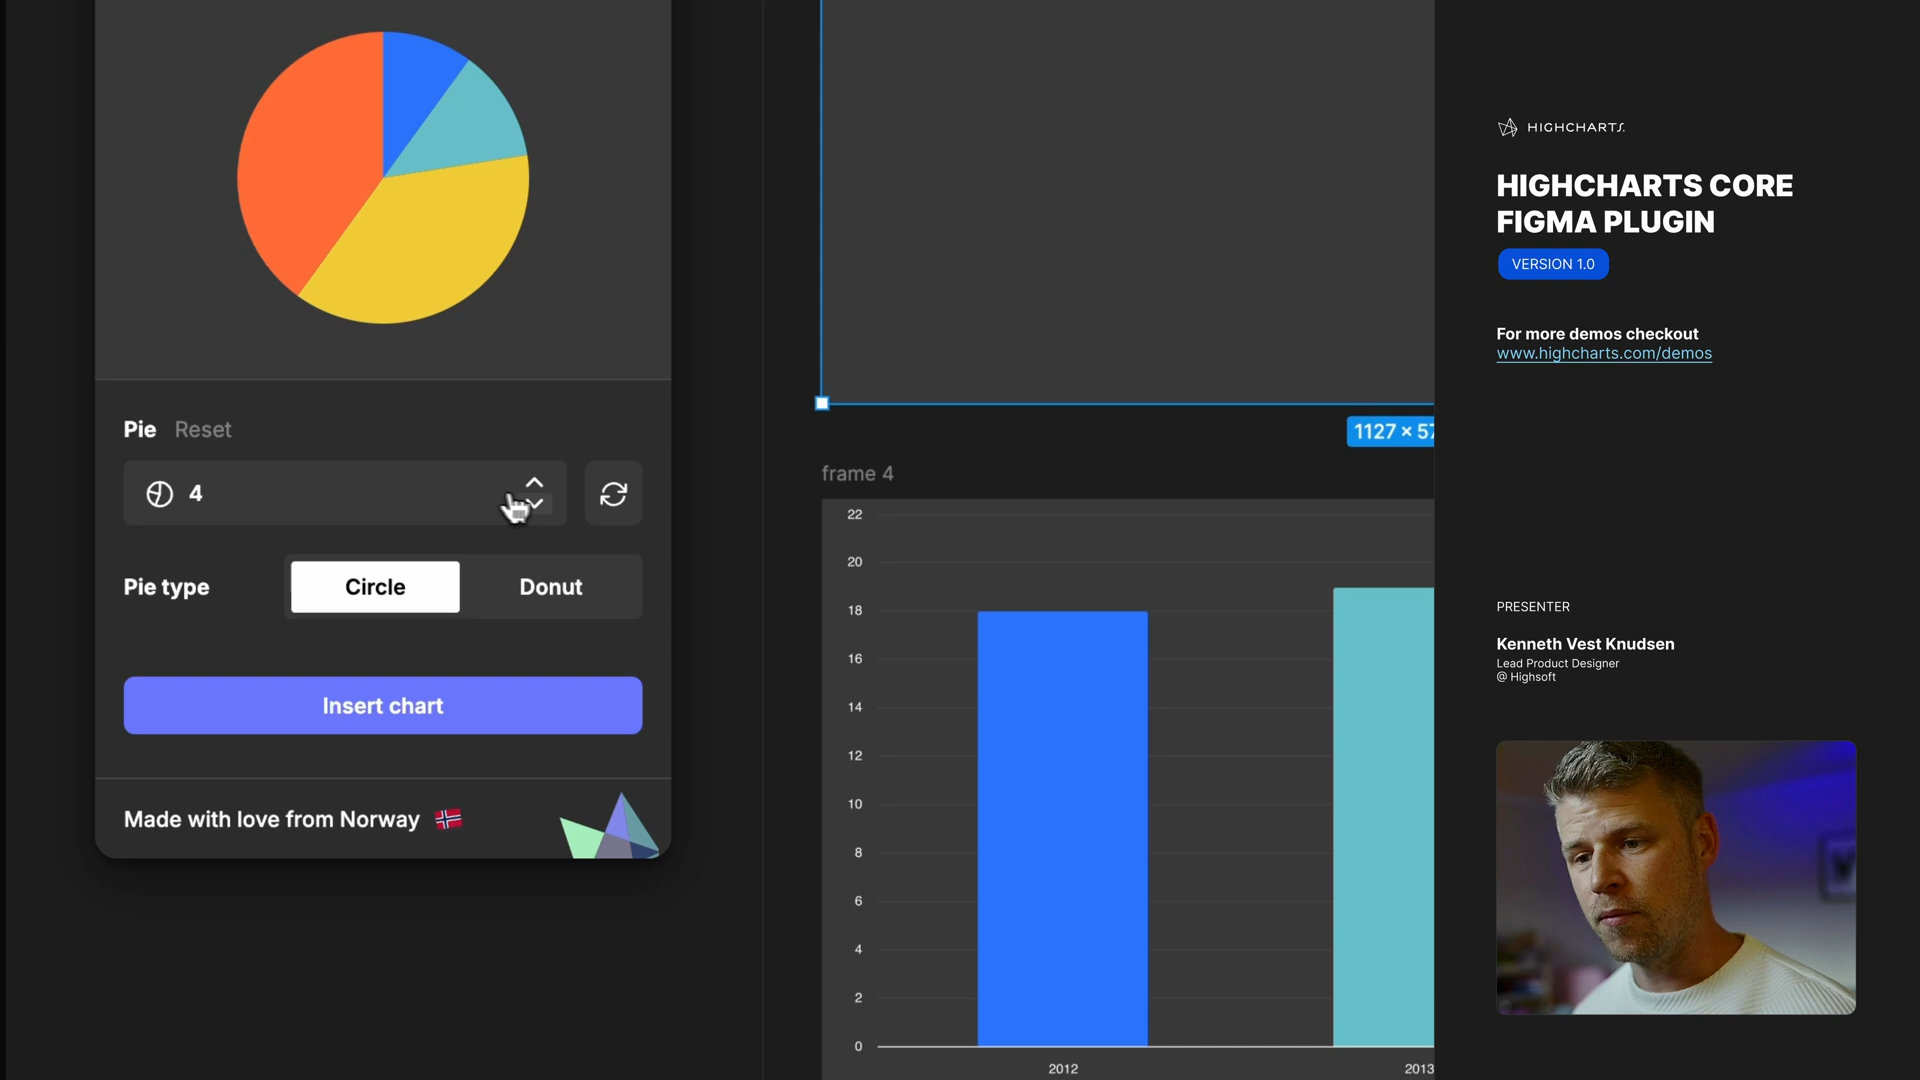 Pie Reset
4
Pie type
Circle
Donut
Insert chart
Made with love from Norway
1127 × 57
frame 4
22
20
18
16
14
12
10
8
6
4
2
0
2012
2013
HIGHCHARTS
HIGHCHARTS CORE
FIGMA PLUGIN
VERSION 1.0
For more demos checkout
www.highcharts.com/demos
PRESENTER
Kenneth Vest Knudsen
Lead Product Designer
@ Highsoft